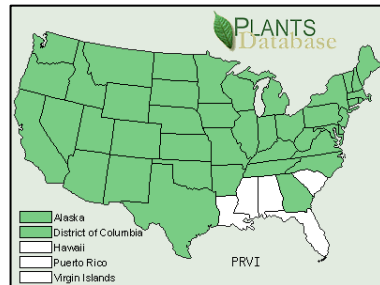 PLANTS
Database
Alaska
District of Columbia
Hawaii
Puerto Rico
Virgin Islands
PRVI